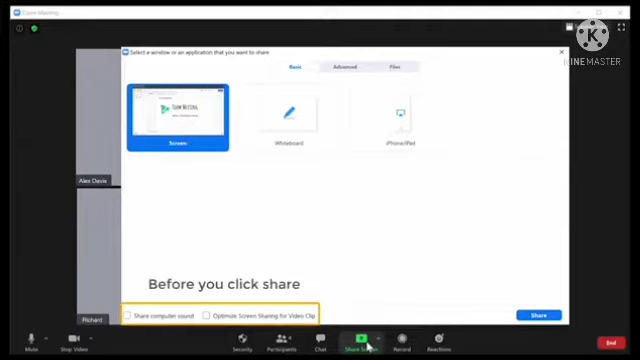 Zoom Meeting
KINEMASTER
Select a window or an application that you want to share
Basic Advanced Files
Screen Whiteboard iPhone/iPad
Alex Davis
Before you click share
Richard
Share computer sound Optimize Screen Sharing for Video Clip Share
Mute Stop Video Security Participants Chat Share Screen Record Reactions End